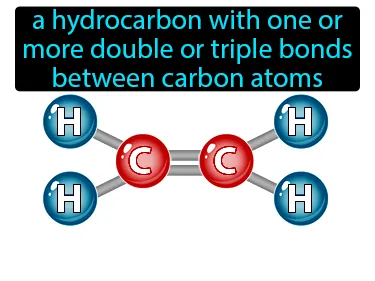 a hydrocarbon with one or
more double or triple bonds
between carbon atoms
H H
C C
H H